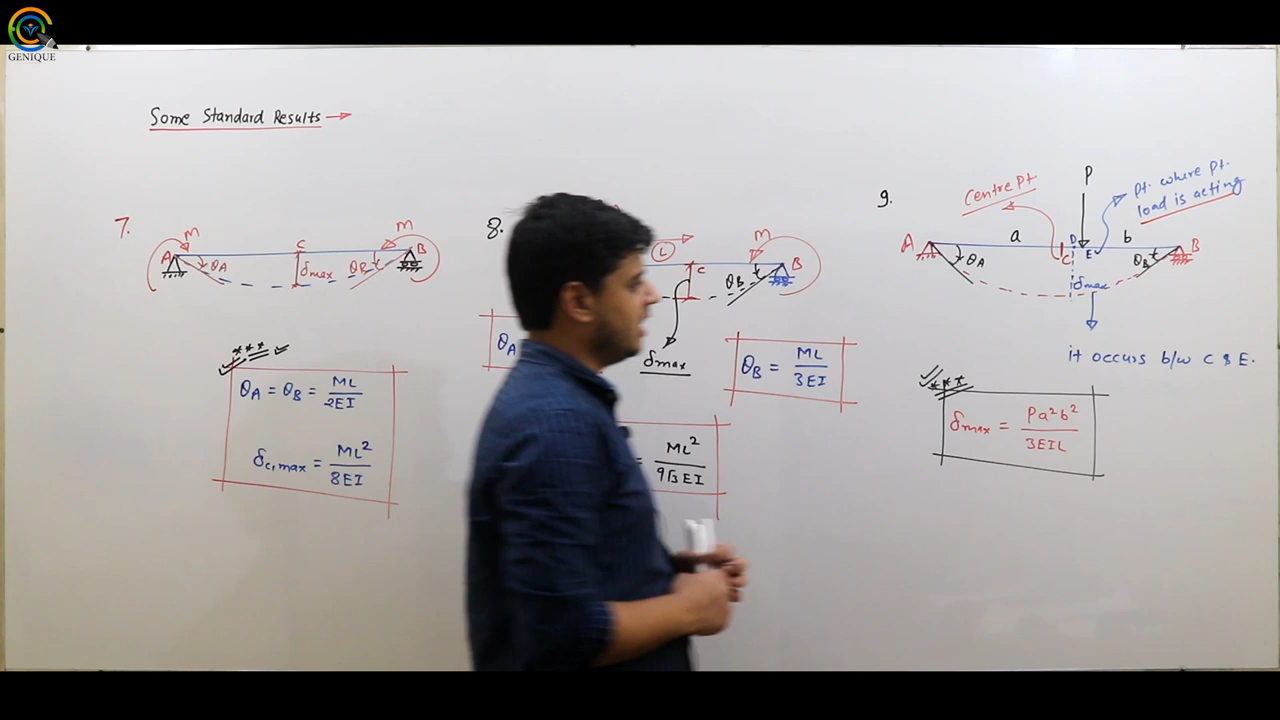 GENIQUE
Some Standard Results →
7.
M
M
A
C
B
θA
δmax
θB
***
θA = θB = ML/2EI
δc,max = ML²/8EI
8.
L
M
C
B
θB
δmax
θA
θB = ML/3EI
= ML²/9√3EI
9.
P
Centre Pt.
Pt. where Pt.
load is acting
A
a
D
b
B
C
E
θA
θB
δmax
it occurs b/w C & E.
***
δmax = Pa²b²/3EIL